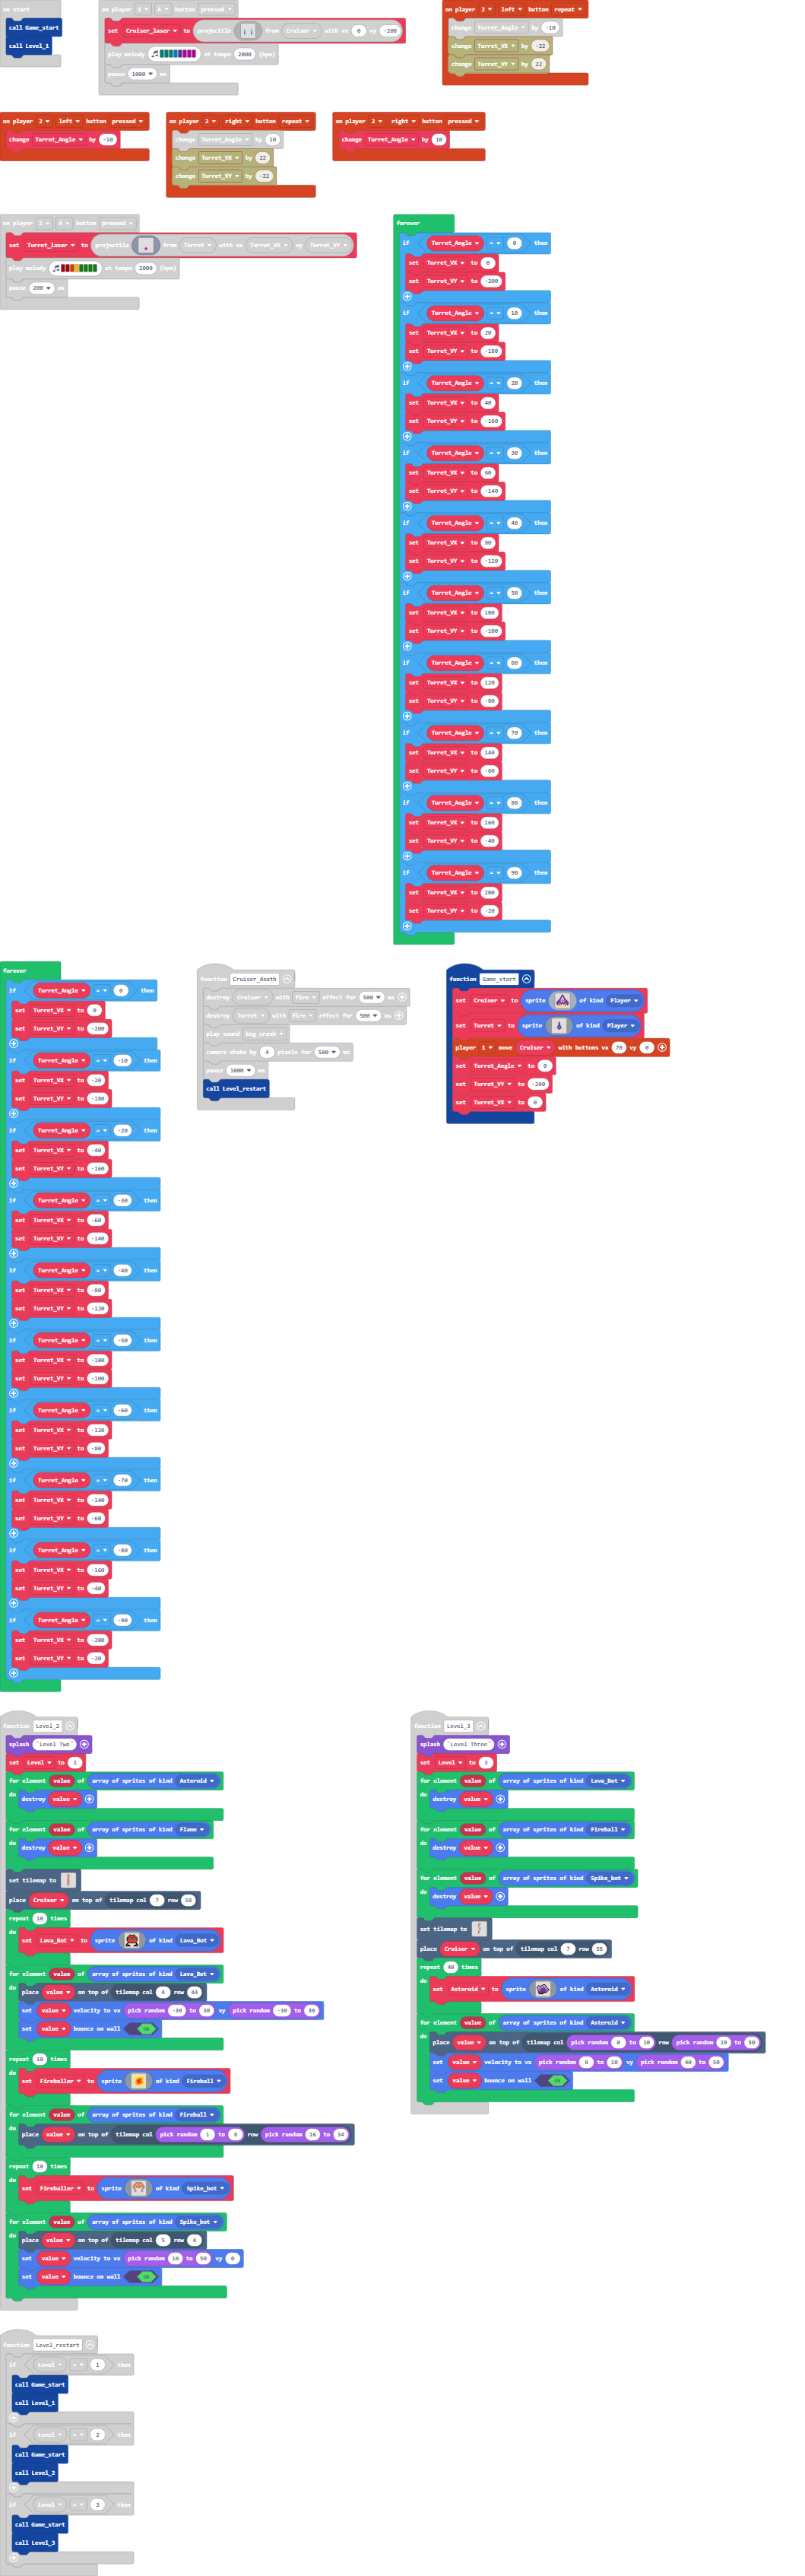 on start
call Game_start
call Level_1
on player 1 A button pressed
set Cruiser_laser to projectile from Cruiser with vx 0 vy -200
play melody at tempo 2000 (bpm)
pause 1000 ms
on player 2 left button repeat
change Turret_Angle by -10
change Turret_VX by -22
change Turret_VY by 22
on player 2 left button pressed
change Turret_Angle by -10
on player 2 right button repeat
change Turret_Angle by 10
change Turret_VX by 22
change Turret_VY by -22
on player 2 right button pressed
change Turret_Angle by 10
on player 2 A button pressed
set Turret_laser to projectile from Turret with vx Turret_VX vy Turret_VY
play melody at tempo 2000 (bpm)
pause 200 ms
forever
if Turret_Angle = 0 then
set Turret_VX to 0
set Turret_VY to -200
if Turret_Angle = 10 then
set Turret_VX to 20
set Turret_VY to -180
if Turret_Angle = 20 then
set Turret_VX to 40
set Turret_VY to -160
if Turret_Angle = 30 then
set Turret_VX to 60
set Turret_VY to -140
if Turret_Angle = 40 then
set Turret_VX to 80
set Turret_VY to -120
if Turret_Angle = 50 then
set Turret_VX to 100
set Turret_VY to -100
if Turret_Angle = 60 then
set Turret_VX to 120
set Turret_VY to -80
if Turret_Angle = 70 then
set Turret_VX to 140
set Turret_VY to -60
if Turret_Angle = 80 then
set Turret_VX to 160
set Turret_VY to -40
if Turret_Angle = 90 then
set Turret_VX to 200
set Turret_VY to -20
forever
if Turret_Angle = 0 then
set Turret_VX to 0
set Turret_VY to -200
if Turret_Angle = -10 then
set Turret_VX to -20
set Turret_VY to -180
if Turret_Angle = -20 then
set Turret_VX to -40
set Turret_VY to -160
if Turret_Angle = -30 then
set Turret_VX to -60
set Turret_VY to -140
if Turret_Angle = -40 then
set Turret_VX to -80
set Turret_VY to -120
if Turret_Angle = -50 then
set Turret_VX to -100
set Turret_VY to -100
if Turret_Angle = -60 then
set Turret_VX to -120
set Turret_VY to -80
if Turret_Angle = -70 then
set Turret_VX to -140
set Turret_VY to -60
if Turret_Angle = -80 then
set Turret_VX to -160
set Turret_VY to -40
if Turret_Angle = -90 then
set Turret_VX to -200
set Turret_VY to -20
function Cruiser_death
destroy Cruiser with fire effect for 500 ms
destroy Turret with fire effect for 500 ms
play sound big crash
camera shake by 4 pixels for 500 ms
pause 1000 ms
call Level_restart
function Game_start
set Cruiser to sprite of kind Player
set Turret to sprite of kind Player
player 1 move Cruiser with buttons vx 70 vy 0
set Turret_Angle to 0
set Turret_VY to -200
set Turret_VX to 0
function Level_2
splash "Level Two"
set Level to 2
for element value of array of sprites of kind Asteroid
do destroy value
for element value of array of sprites of kind Flame
do destroy value
set tilemap to
place Cruiser on top of tilemap col 7 row 58
repeat 10 times
do set Lava_Bot to sprite of kind Lava_Bot
for element value of array of sprites of kind Lava_Bot
do place value on top of tilemap col 4 row 44
set value velocity to vx pick random -30 to 30 vy pick random -30 to 30
set value bounce on wall ON
repeat 10 times
do set Fireballer to sprite of kind Fireball
for element value of array of sprites of kind Fireball
do place value on top of tilemap col pick random 1 to 8 row pick random 16 to 34
repeat 10 times
do set Fireballer to sprite of kind Spike_bot
for element value of array of sprites of kind Spike_bot
do place value on top of tilemap col 5 row 4
set value velocity to vx pick random 10 to 50 vy 0
set value bounce on wall ON
function Level_3
splash "Level Three"
set Level to 3
for element value of array of sprites of kind Lava_Bot
do destroy value
for element value of array of sprites of kind Fireball
do destroy value
for element value of array of sprites of kind Spike_bot
do destroy value
set tilemap to
place Cruiser on top of tilemap col 7 row 58
repeat 40 times
do set Asteroid to sprite of kind Asteroid
for element value of array of sprites of kind Asteroid
do place value on top of tilemap col pick random 0 to 10 row pick random 19 to 50
set value velocity to vx pick random 0 to 10 vy pick random 40 to 50
set value bounce on wall ON
function Level_restart
if Level = 1 then
call Game_start
call Level_1
if Level = 2 then
call Game_start
call Level_2
if Level = 3 then
call Game_start
call Level_3